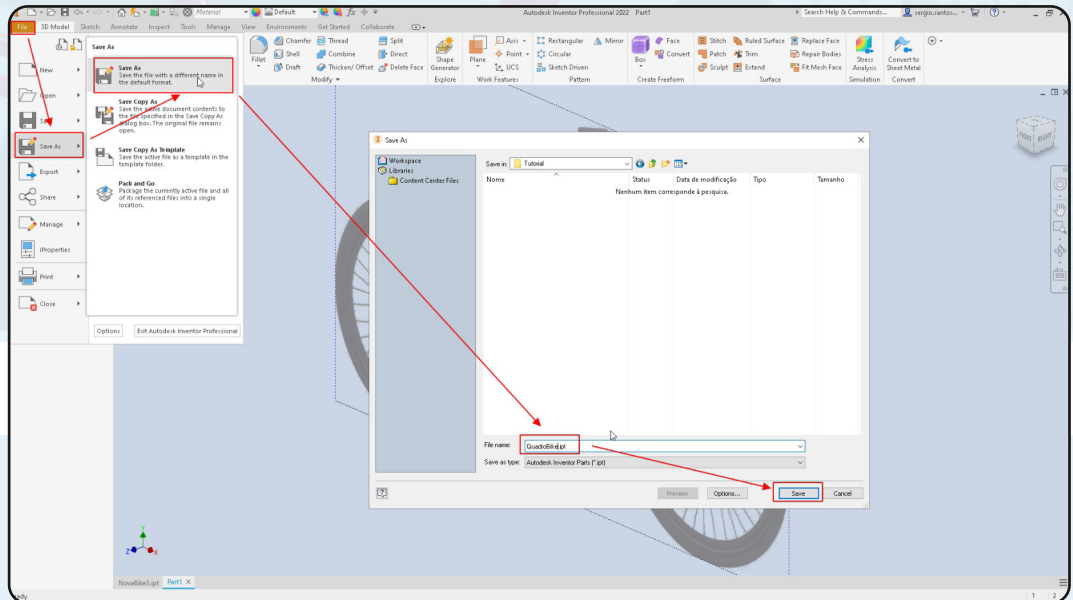 Material
Default
Autodesk Inventor Professional 2022 Part1
Search Help & Commands...
sergio.santos...
File 3D Model Sketch Annotate Inspect Tools Manage View Environments Get Started Collaborate
Fillet
Chamfer
Shell
Draft
Thread
Combine
Thicken/ Offset
Split
Direct
Delete Face
Modify
Shape Generator
Explore
Plane
Axis
Point
UCS
Work Features
Rectangular
Circular
Sketch Driven
Mirror
Pattern
Box
Face
Convert
Create Freeform
Stitch
Patch
Sculpt
Ruled Surface
Trim
Extend
Replace Face
Repair Bodies
Fit Mesh Face
Surface
Stress Analysis
Simulation
Convert to Sheet Metal
Convert
New
Open
Save As
Export
Share
Manage
iProperties
Print
Close
Save As
Save As
Save the file with a different name in
the default format.
Save Copy As
Save the active document contents to
the file specified in the Save Copy As
dialog box. The original file remains
open.
Save Copy As Template
Save the active file as a template in the
template folder.
Pack and Go
Package the currently active file and all
of its referenced files into a single
location.
Options
Exit Autodesk Inventor Professional
Save As
Workspace
Libraries
Content Center Files
Save in: Tutorial
Nome Status Data de modificação Tipo Tamanho
Nenhum item corresponde à pesquisa.
File name: QuadroBike.ipt
Save as type: Autodesk Inventor Parts (*.ipt)
Preview Options... Save Cancel
FRONT RIGHT
Y
Z X
NovaBike3.ipt Part1
1 2